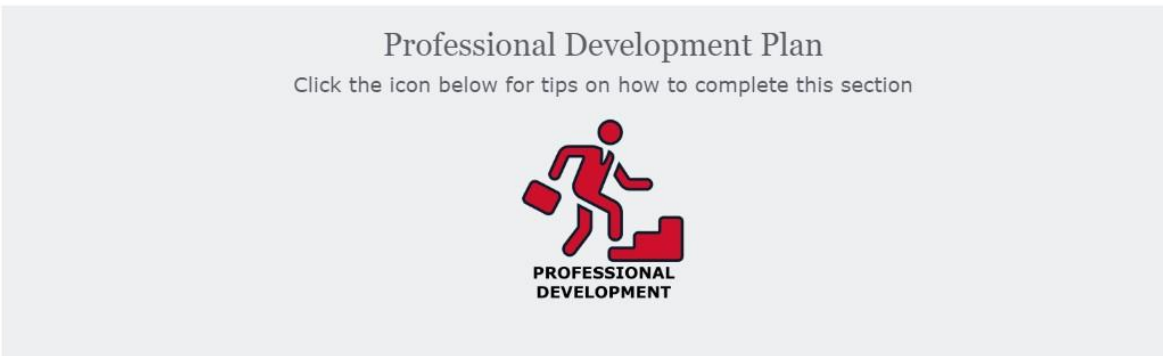 Professional Development Plan
Click the icon below for tips on how to complete this section
PROFESSIONAL
DEVELOPMENT